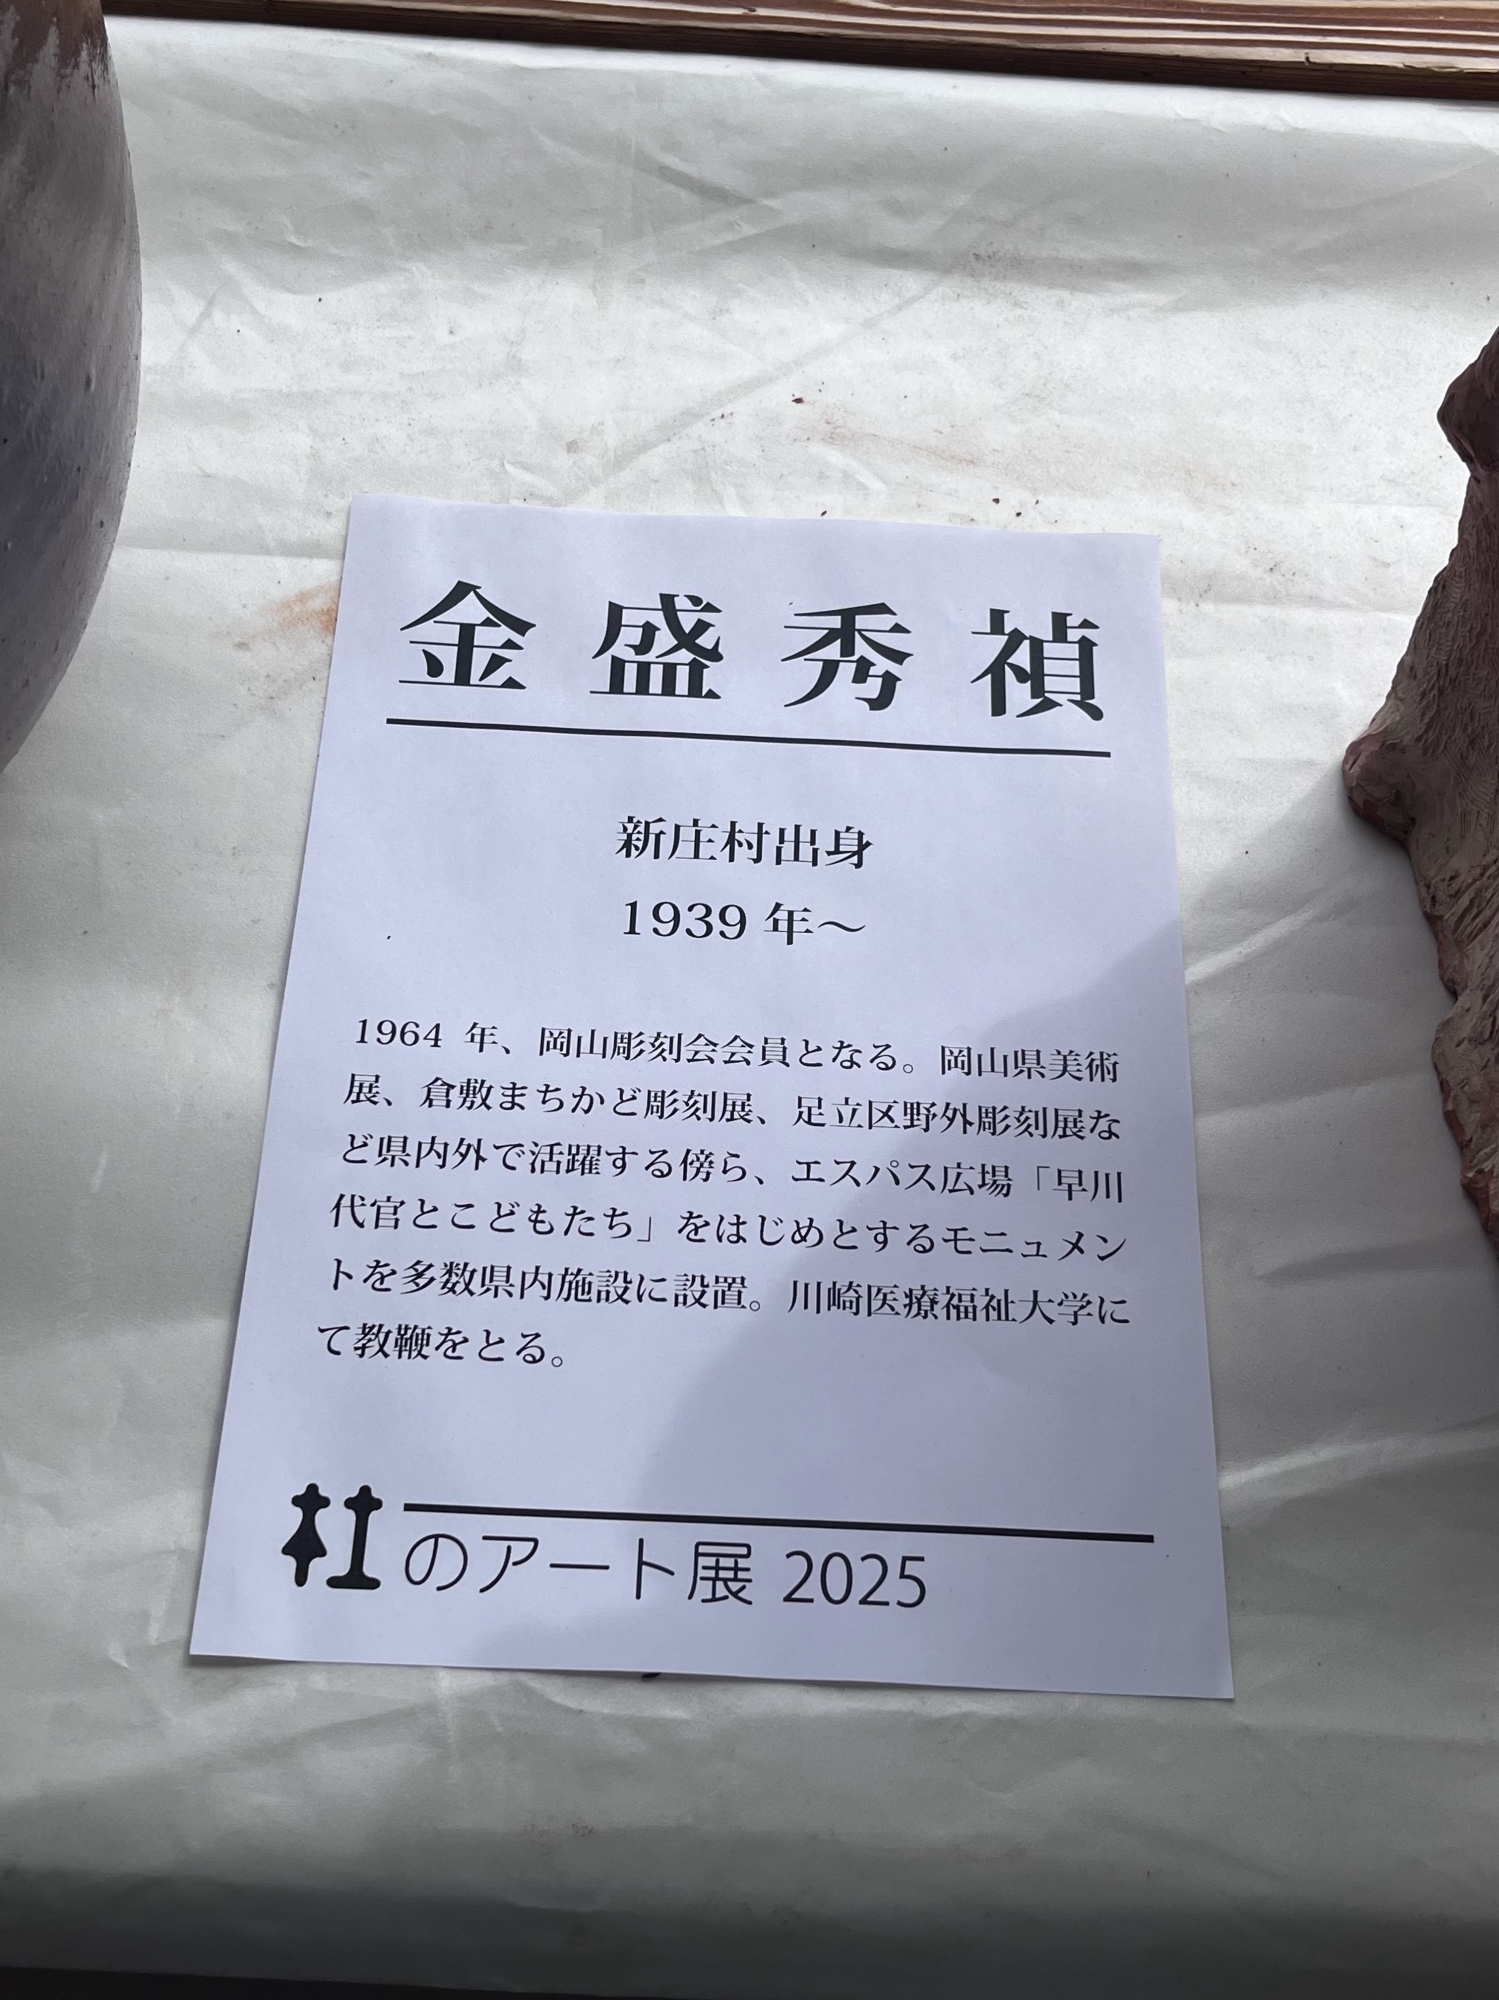 金盛秀禎
新庄村出身
1939 年～
1964 年、岡山彫刻会会員となる。岡山県美術
展、倉敷まちかど彫刻展、足立区野外彫刻展な
ど県内外で活躍する傍ら、エスパス広場「早川
代官とこどもたち」をはじめとするモニュメン
トを多数県内施設に設置。川崎医療福祉大学に
て教鞭をとる。
社のアート展 2025